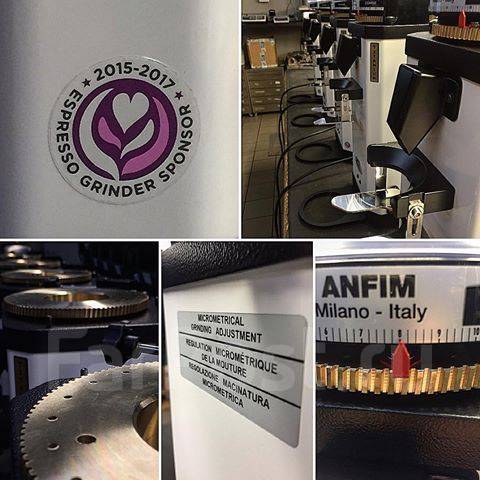 ★ 2015-2017 ★
ESPRESSO GRINDER SPONSOR
MICROMETRICAL
GRINDING ADJUSTMENT
REGULATION MICROMÉTRIQUE
DE LA MOUTURE
REGOLAZIONE MACINATURA
MICROMETRICA
ANFIM
Milano - Italy